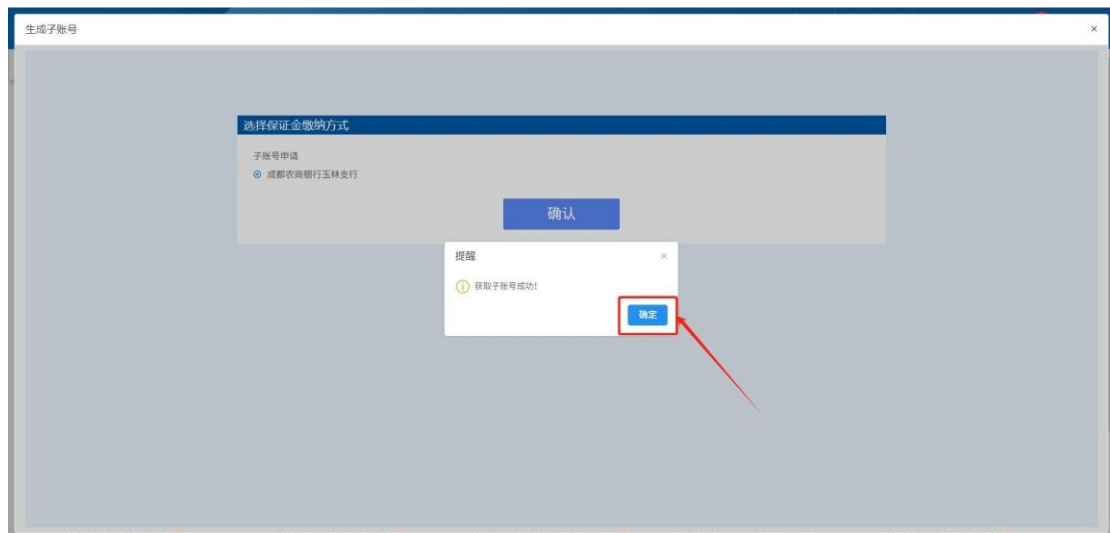 生成子账号
选择保证金缴纳方式
子账号申请
成都农商银行玉林支行
确认
提醒
获取子账号成功!
确定